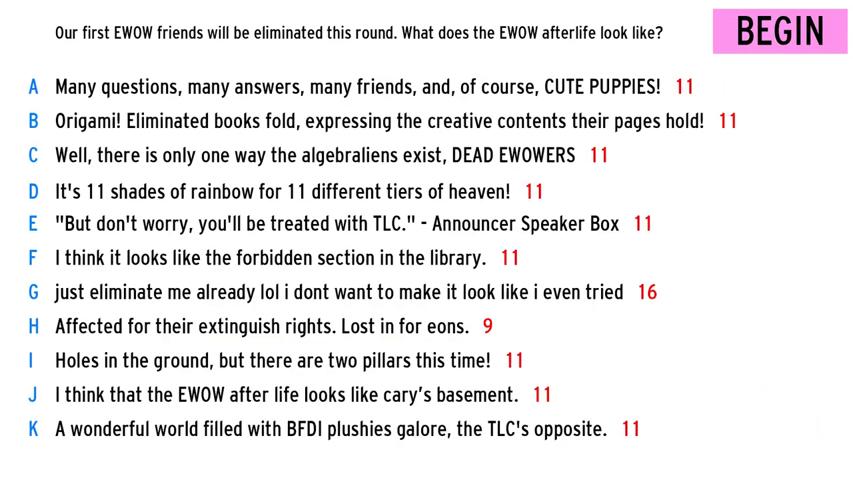 Our first EWOW friends will be eliminated this round. What does the EWOW afterlife look like?
BEGIN
A Many questions, many answers, many friends, and, of course, CUTE PUPPIES! 11
B Origami! Eliminated books fold, expressing the creative contents their pages hold! 11
C Well, there is only one way the algebraliens exist, DEAD EWOWERS 11
D It's 11 shades of rainbow for 11 different tiers of heaven! 11
E "But don't worry, you'll be treated with TLC." - Announcer Speaker Box 11
F I think it looks like the forbidden section in the library. 11
G just eliminate me already lol i dont want to make it look like i even tried 16
H Affected for their extinguish rights. Lost in for eons. 9
I Holes in the ground, but there are two pillars this time! 11
J I think that the EWOW after life looks like cary's basement. 11
K A wonderful world filled with BFDI plushies galore, the TLC's opposite. 11